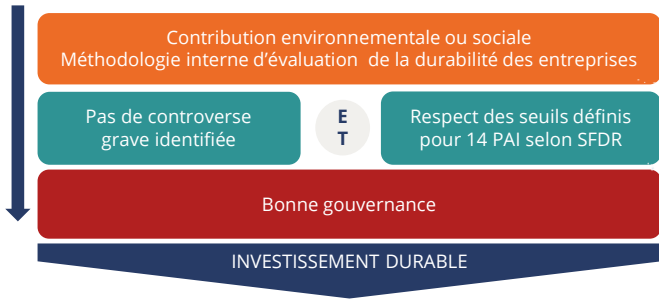 Contribution environnementale ou sociale
Méthodologie interne d'évaluation de la durabilité des entreprises
Pas de controverse
grave identifiée
E
T
Respect des seuils définis
pour 14 PAI selon SFDR
Bonne gouvernance
INVESTISSEMENT DURABLE